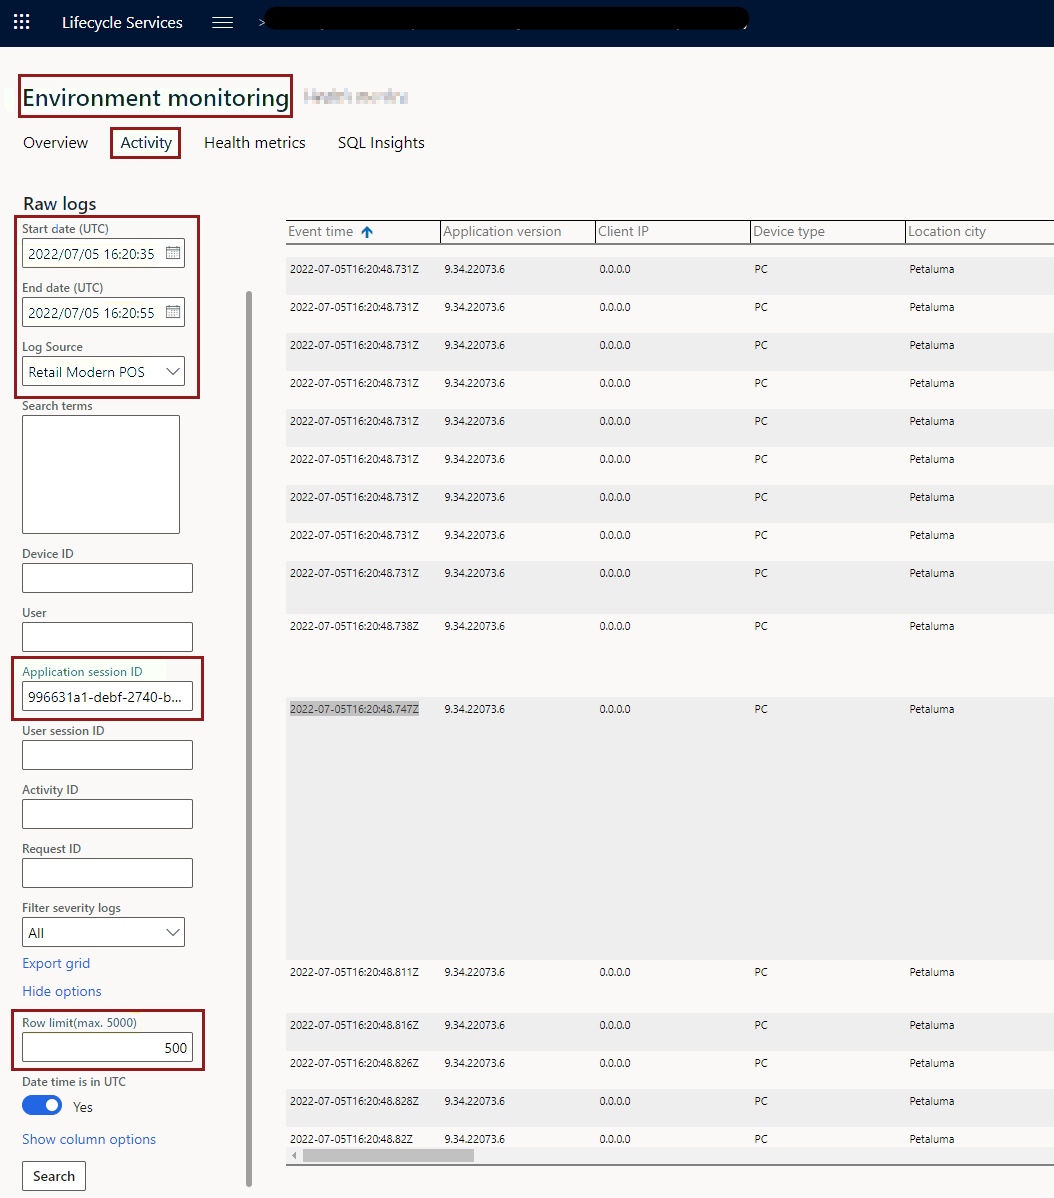 Lifecycle Services
>
Environment monitoring
Overview Activity Health metrics SQL Insights
Raw logs
Start date (UTC)
2022/07/05 16:20:35
End date (UTC)
2022/07/05 16:20:55
Log Source
Retail Modern POS
Search terms
Device ID
User
Application session ID
996631a1-debf-2740-b...
User session ID
Activity ID
Request ID
Filter severity logs
All
Export grid
Hide options
Row limit(max. 5000)
500
Date time is in UTC
Yes
Show column options
Search
Event time Application version Client IP Device type Location city
2022-07-05T16:20:48.731Z 9.34.22073.6 0.0.0.0 PC Petaluma
2022-07-05T16:20:48.731Z 9.34.22073.6 0.0.0.0 PC Petaluma
2022-07-05T16:20:48.731Z 9.34.22073.6 0.0.0.0 PC Petaluma
2022-07-05T16:20:48.731Z 9.34.22073.6 0.0.0.0 PC Petaluma
2022-07-05T16:20:48.731Z 9.34.22073.6 0.0.0.0 PC Petaluma
2022-07-05T16:20:48.731Z 9.34.22073.6 0.0.0.0 PC Petaluma
2022-07-05T16:20:48.731Z 9.34.22073.6 0.0.0.0 PC Petaluma
2022-07-05T16:20:48.731Z 9.34.22073.6 0.0.0.0 PC Petaluma
2022-07-05T16:20:48.731Z 9.34.22073.6 0.0.0.0 PC Petaluma
2022-07-05T16:20:48.738Z 9.34.22073.6 0.0.0.0 PC Petaluma
2022-07-05T16:20:48.747Z 9.34.22073.6 0.0.0.0 PC Petaluma
2022-07-05T16:20:48.811Z 9.34.22073.6 0.0.0.0 PC Petaluma
2022-07-05T16:20:48.816Z 9.34.22073.6 0.0.0.0 PC Petaluma
2022-07-05T16:20:48.826Z 9.34.22073.6 0.0.0.0 PC Petaluma
2022-07-05T16:20:48.828Z 9.34.22073.6 0.0.0.0 PC Petaluma
2022-07-05T16:20:48.82Z 9.34.22073.6 0.0.0.0 PC Petaluma